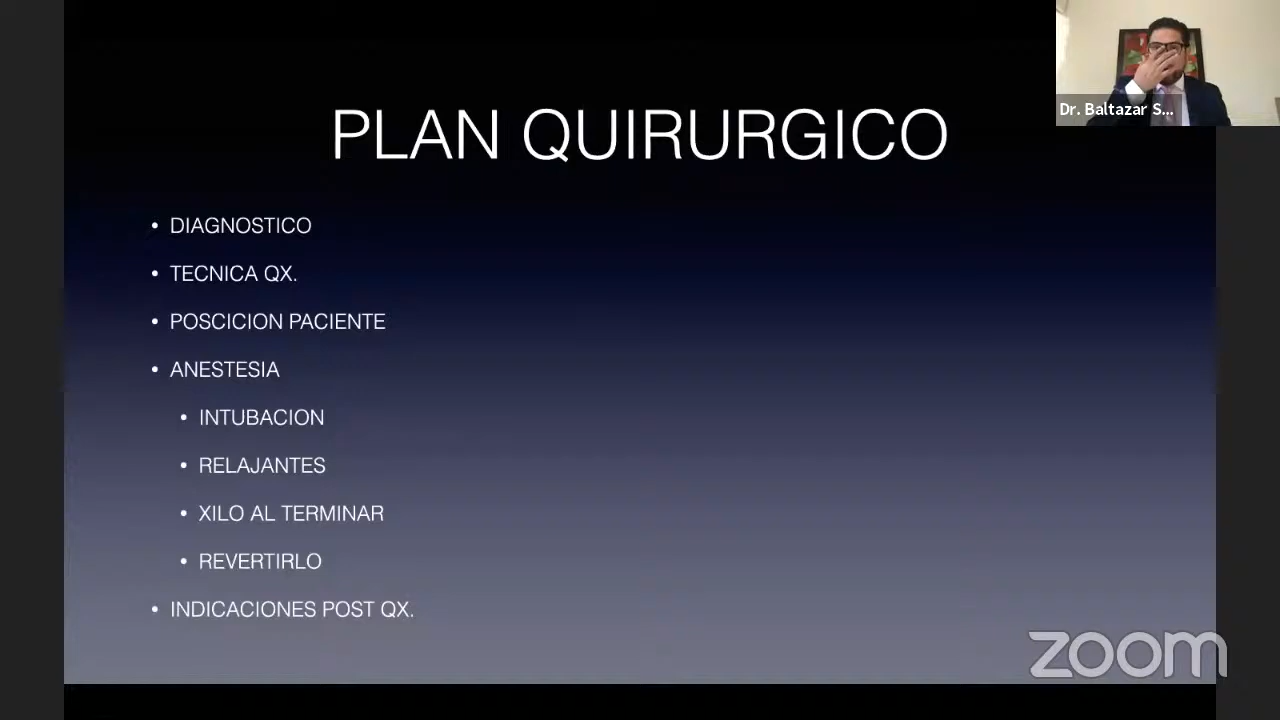 Dr. Baltazar S...
PLAN QUIRURGICO
• DIAGNOSTICO
• TECNICA QX.
• POSCICION PACIENTE
• ANESTESIA
• INTUBACION
• RELAJANTES
• XILO AL TERMINAR
• REVERTIRLO
• INDICACIONES POST QX.
zoom